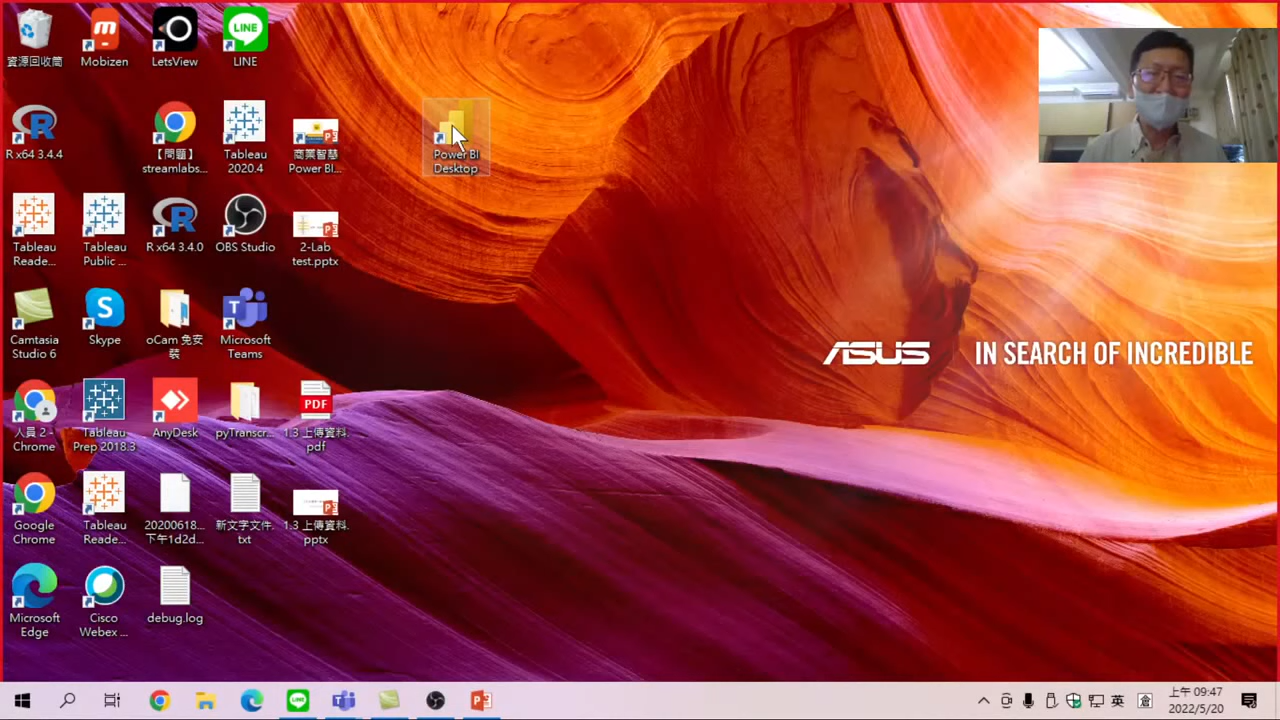 資源回收筒
Mobizen
LetsView
LINE
LINE
R x64 3.4.4
【問題】
streamlabs...
Tableau
2020.4
商業智慧
Power BI...
Power BI
Desktop
Tableau
Reade...
Tableau
Public ...
R x64 3.4.0
OBS Studio
2-Lab
test.pptx
Camtasia
Studio 6
Skype
oCam 免安
裝
Microsoft
Teams
ASUS
IN SEARCH OF INCREDIBLE
人員 2 -
Chrome
Tableau
Prep 2018.3
AnyDesk
pyTranscr...
PDF
1.3 上傳資料.
pdf
Google
Chrome
Tableau
Reade...
20200618...
下午1d2d...
新文字文件.
txt
1.3 上傳資料.
pptx
Microsoft
Edge
Cisco
Webex ...
debug.log
英
上午 09:47
2022/5/20